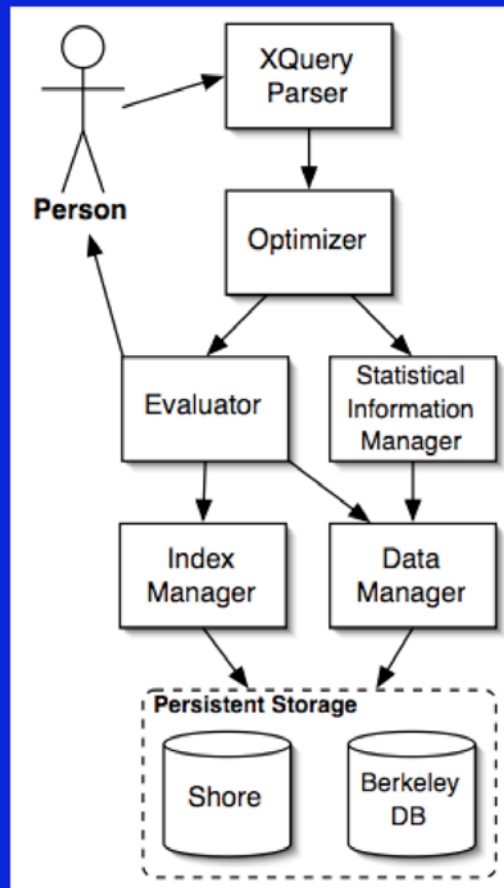 XQuery
Parser
Person
Optimizer
Evaluator
Statistical
Information
Manager
Index
Manager
Data
Manager
Persistent Storage
Shore
Berkeley
DB